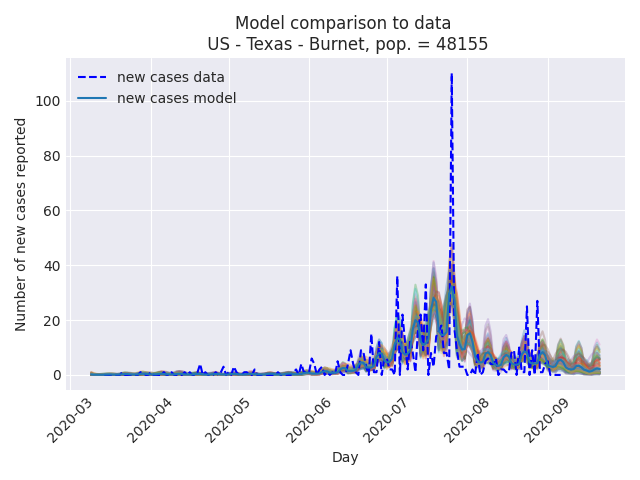 Model comparison to data
US - Texas - Burnet, pop. = 48155
new cases data
new cases model
Number of new cases reported
100
80
60
40
20
0
2020-03
2020-04
2020-05
2020-06
2020-07
2020-08
2020-09
Day